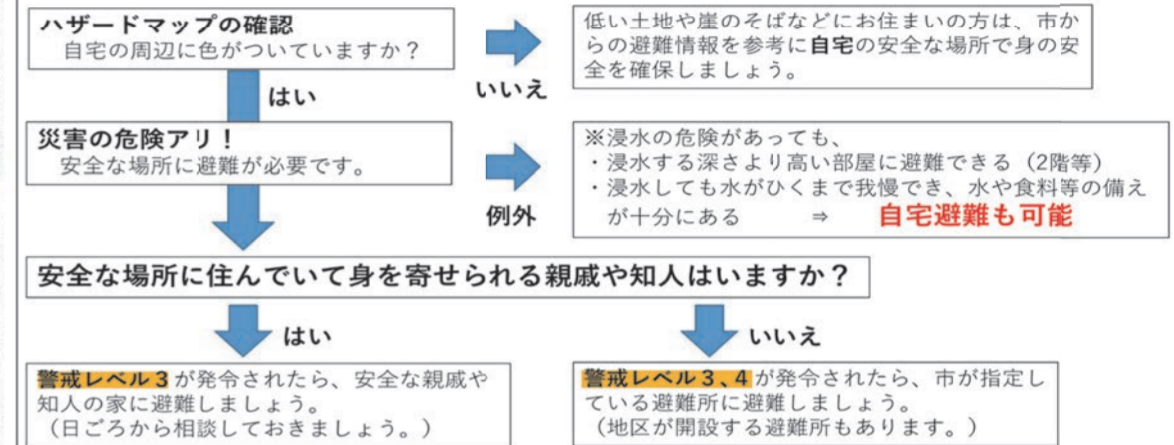 ハザードマップの確認
自宅の周辺に色がついていますか？
いいえ
低い土地や崖のそばなどにお住まいの方は、市か
らの避難情報を参考に自宅の安全な場所で身の安
全を確保しましょう。
はい
災害の危険アリ！
安全な場所に避難が必要です。
例外
※浸水の危険があっても、
・浸水する深さより高い部屋に避難できる（2階等）
・浸水しても水がひくまで我慢でき、水や食料等の備え
が十分にある　⇒　自宅避難も可能
安全な場所に住んでいて身を寄せられる親戚や知人はいますか？
はい
いいえ
警戒レベル３が発令されたら、安全な親戚や
知人の家に避難しましょう。
（日ごろから相談しておきましょう。）
警戒レベル３、４が発令されたら、市が指定し
ている避難所に避難しましょう。
（地区が開設する避難所もあります。）